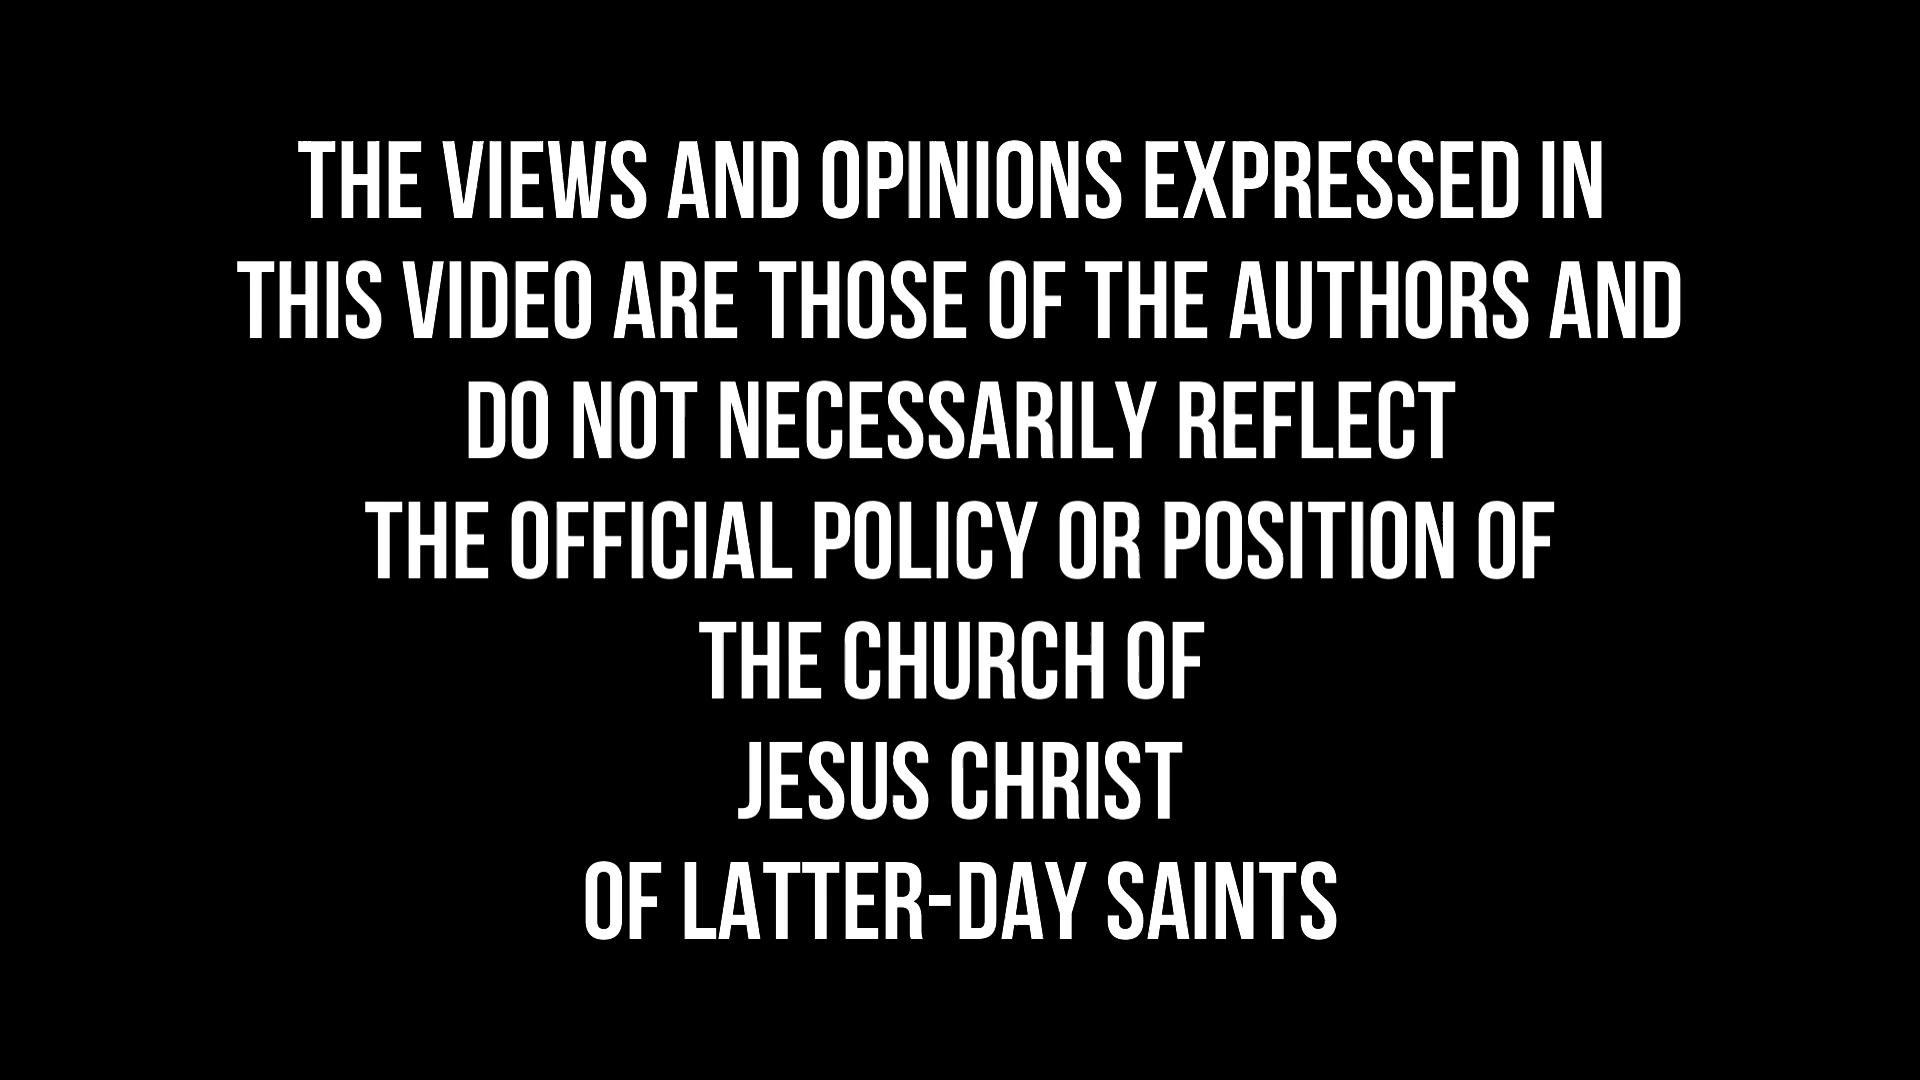 THE VIEWS AND OPINIONS EXPRESSED IN
THIS VIDEO ARE THOSE OF THE AUTHORS AND
DO NOT NECESSARILY REFLECT
THE OFFICIAL POLICY OR POSITION OF
THE CHURCH OF
JESUS CHRIST
OF LATTER-DAY SAINTS